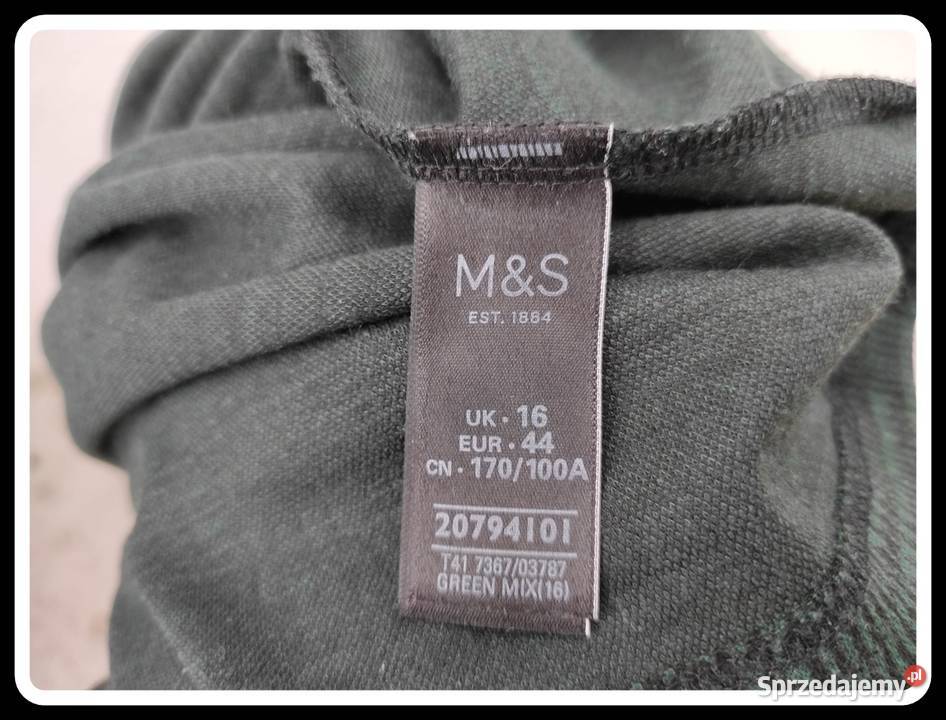 M&S
EST. 1884
UK · 16
EUR · 44
CN · 170/100A
20794101
T41 7367/03787
GREEN MIX(16)
Sprzedajemy.pl